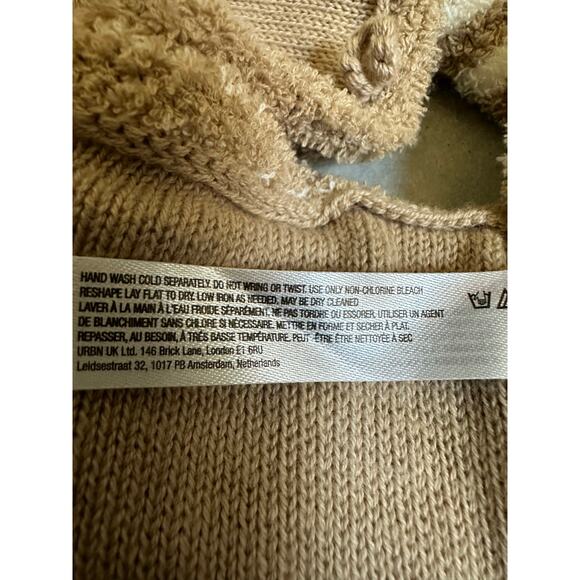 HAND WASH COLD SEPARATELY. DO NOT WRING OR TWIST. USE ONLY NON-CHLORINE BLEACH
RESHAPE LAY FLAT TO DRY. LOW IRON AS NEEDED. MAY BE DRY CLEANED
LAVER À LA MAIN À L'EAU FROIDE SÉPARÉMENT. NE PAS TORDRE OU ESSORER. UTILISER UN AGENT
DE BLANCHIMENT SANS CLORE SI NÉCESSAIRE. METTRE EN FORME ET SÉCHER À PLAT.
REPASSER, AU BESOIN, À TRÉS BASSE TEMPÉRATURE. PEUT -ÊTRE ÊTRE NETTOYÉE À SEC
URBN UK Ltd. 146 Brick Lane, London E1 6RU
Leidsestraat 32, 1017 PB Amsterdam, Netherlands